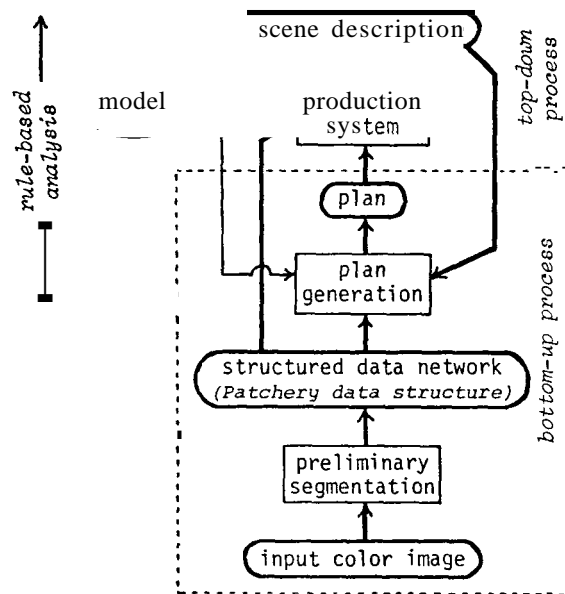 scene description
model
production
system
plan
plan
generation
structured data network
(Patchery data structure)
preliminary
segmentation
input color image
rule-based
analysis
top-down
process
bottom-up process